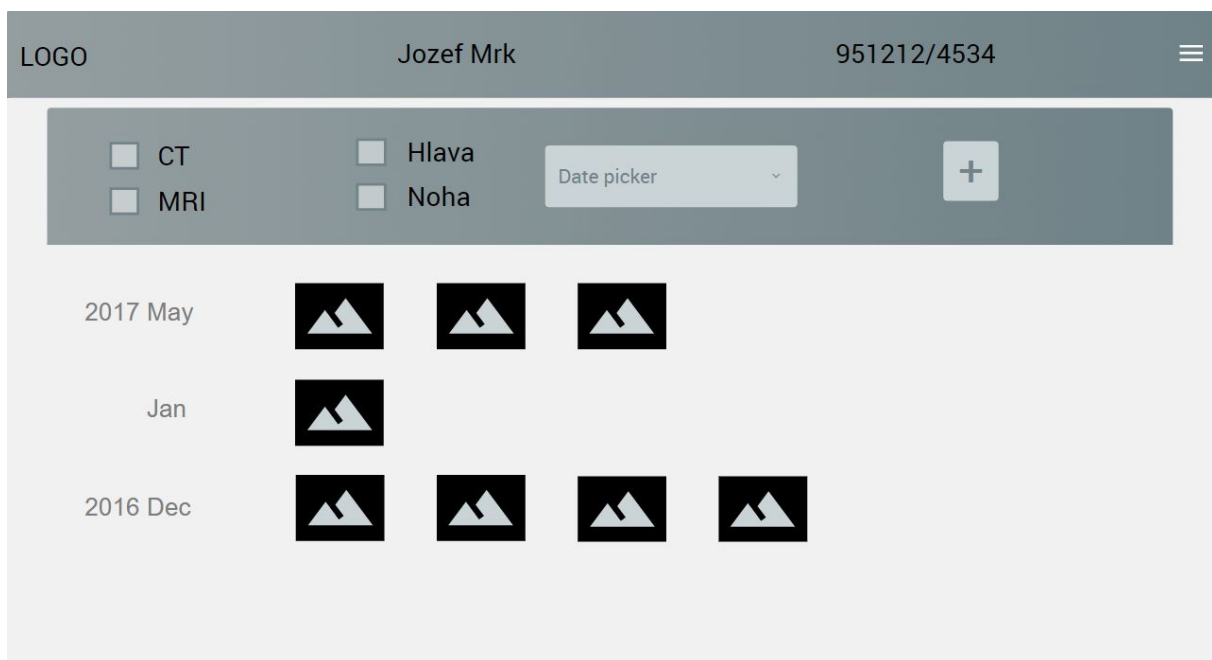 LOGO Jozef Mrk 951212/4534
CT Hlava
Date picker
MRI Noha
2017 May
Jan
2016 Dec